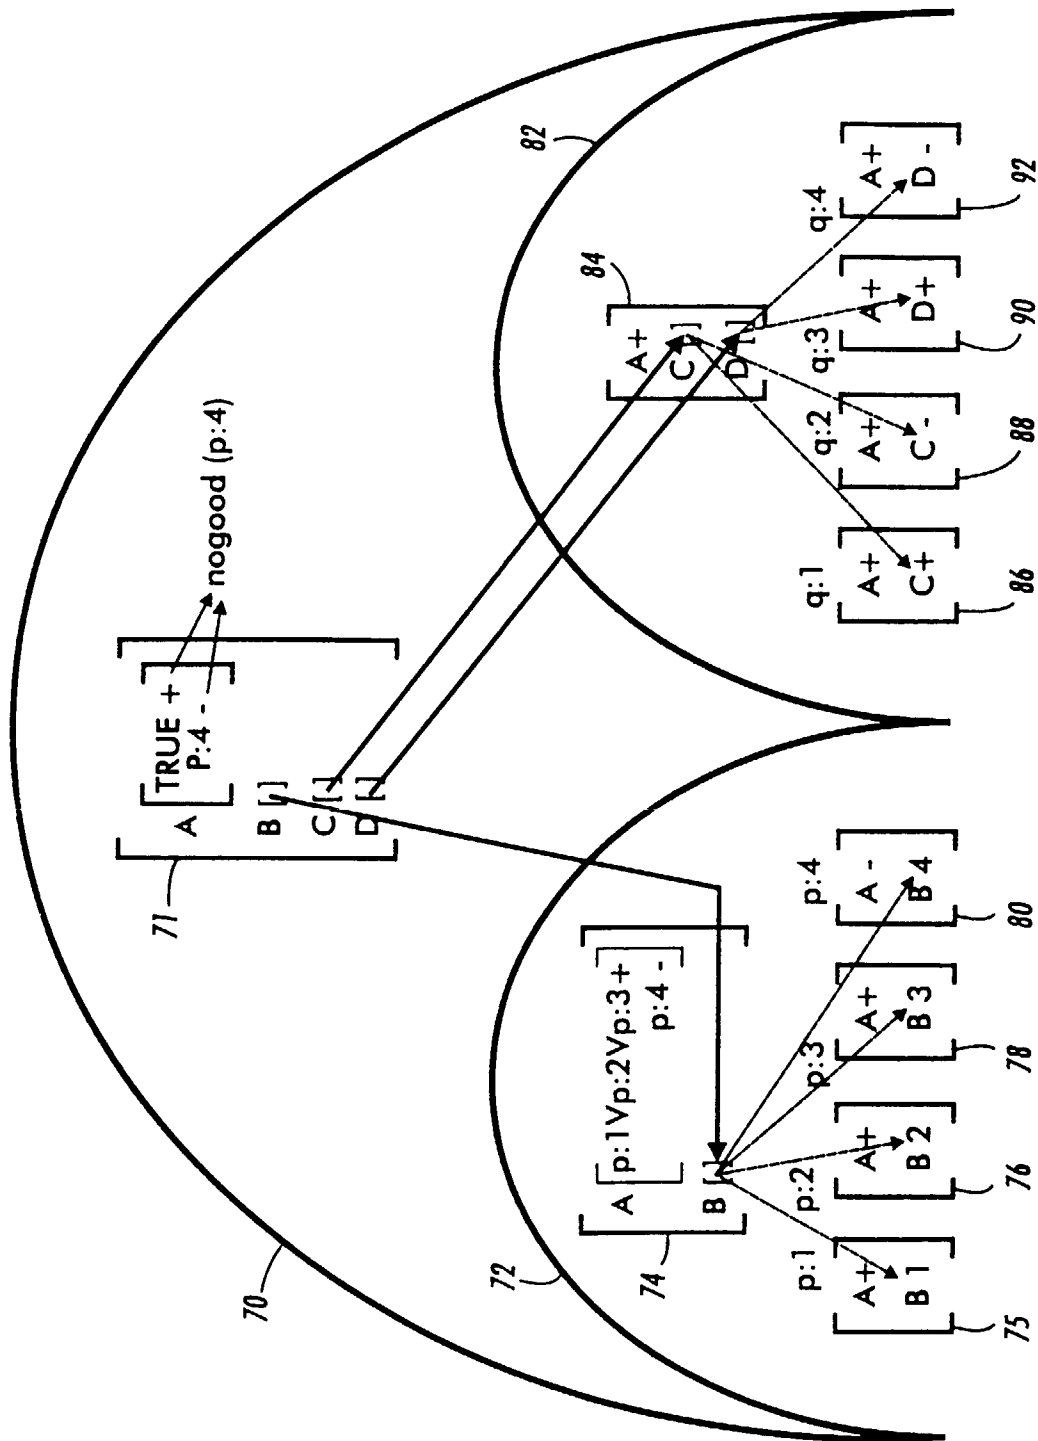 70
71
A
TRUE +
P:4 -
nogood (p:4)
B [ ]
C [ ]
D [ ]
72
74
A
p:1Vp:2Vp:3+
p:4 -
B [ ]
p:1
A+
B 1
75
p:2
A+
B 2
76
p:3
A+
B 3
78
p:4
A -
B 4
80
82
84
A+
C [ ]
D [ ]
q:1
A+
C+
86
q:2
A+
C -
88
q:3
A+
D+
90
q:4
A+
D -
92